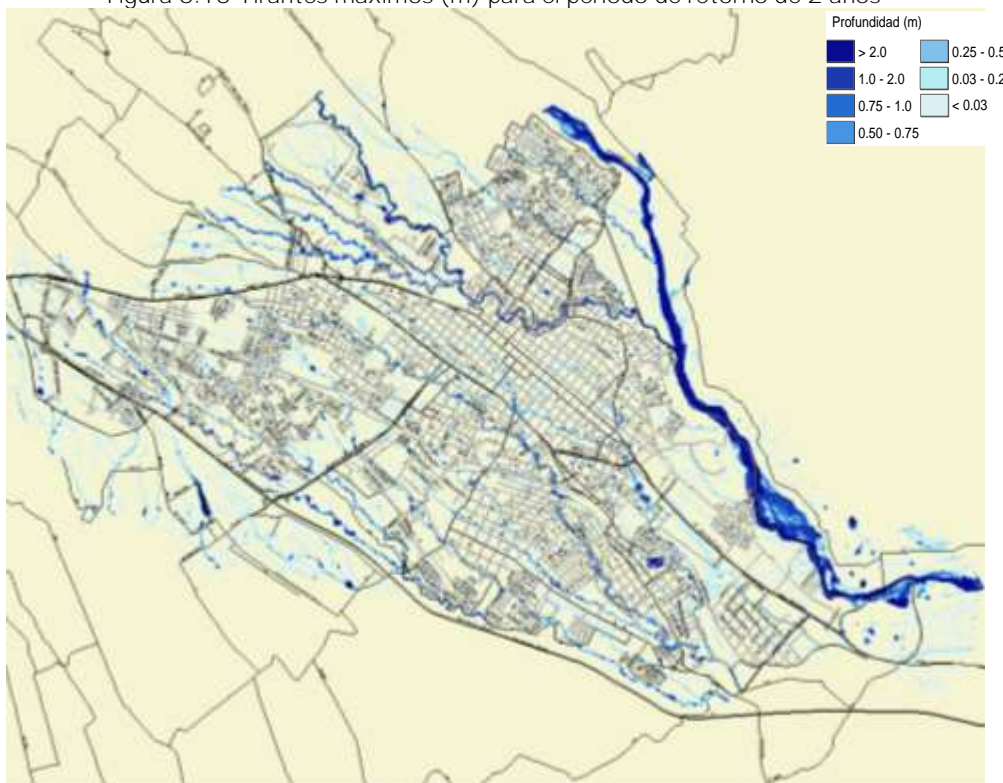 Tirantes máximos (m) para el periodo de retorno de 2 años
Profundidad (m)
> 2.0
0.25 - 0.5
1.0 - 2.0
0.03 - 0.2
0.75 - 1.0
< 0.03
0.50 - 0.75